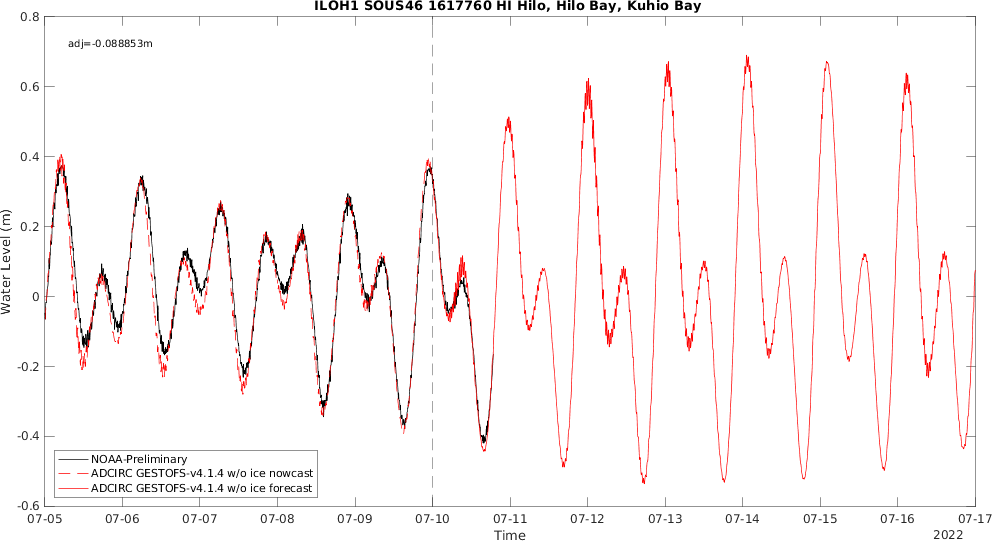 ILOH1 SOUS46 1617760 HI Hilo, Hilo Bay, Kuhio Bay
adj=-0.088853m
0.8
0.6
0.4
0.2
0
-0.2
-0.4
-0.6
Water Level (m)
NOAA-Preliminary
ADCIRC GESTOFS-v4.1.4 w/o ice nowcast
ADCIRC GESTOFS-v4.1.4 w/o ice forecast
07-05 07-06 07-07 07-08 07-09 07-10 07-11 07-12 07-13 07-14 07-15 07-16 07-17
Time
2022